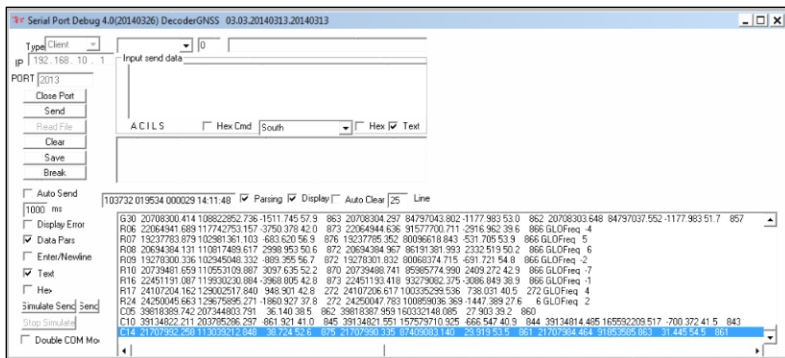 Serial Port Debug 4.0(20140326) DecoderGNSS 03.03.20140313.20140313
Type Client 0
IP 192.168. 10 . 1
Input send data
PORT 2013
Close Port
Send
Read File
ACILS Hex Cmd South Hex Text
Clear
Save
Break
Auto Send
103732 019534 000029 14:11:48 Parsing Display Auto Clear 25 Line
1000 ms
Display Error
Data Pars
Enter/Newline
Text
Hex
Simulate Send Send
Stop Simulate
Double COM Mo
G30 20708300.414 108822852.736 -1511.745 57.9 863 20708304.297 84797043.802 -1177.983 53.0 862 20708303.648 84797037.552 -1177.983 51.7 857
R06 22064941.689 117742753.157 -3750.378 42.0 873 22064944.636 91577700.711 -2916.962 39.6 866 GLOFreq -4
R07 19237783.879 102981361.103 -683.620 56.9 876 19237785.352 80096618.843 -531.705 53.9 866 GLOFreq 5
R08 20694384.131 110817489.617 2998.953 50.6 872 20694384.967 86191381.993 2332.519 50.2 866 GLOFreq 6
R09 19278300.336 102945048.332 -889.355 56.7 872 19278301.832 80068374.715 -691.721 54.8 866 GLOFreq -2
R10 20739481.659 110553109.887 3097.635 52.2 870 20739488.741 85985774.990 2409.272 42.9 866 GLOFreq -7
R16 22451191.087 119930230.884 -3968.805 42.8 873 22451193.418 93279082.375 -3086.849 38.9 866 GLOFreq -1
R17 24107204.162 129002517.840 948.901 42.8 272 24107206.617 100335299.536 738.031 40.5 272 GLOFreq 4
R24 24250045.663 129675895.271 -1860.927 37.8 272 24250047.783 100859036.369 -1447.389 27.6 6 GLOFreq 2
C05 39818389.742 207344803.791 36.140 38.5 862 39818387.959 160332148.085 27.903 39.2 860
C10 39134822.211 203785286.297 -861.921 41.0 845 39134821.551 157579710.925 -666.547 40.9 844 39134814.485 165592209.517 -700.372 41.5 843
C14 21707992.258 113039212.848 38.724 52.6 875 21707990.335 87409083.140 29.919 53.5 861 21707984.464 91853585.863 31.445 54.5 861